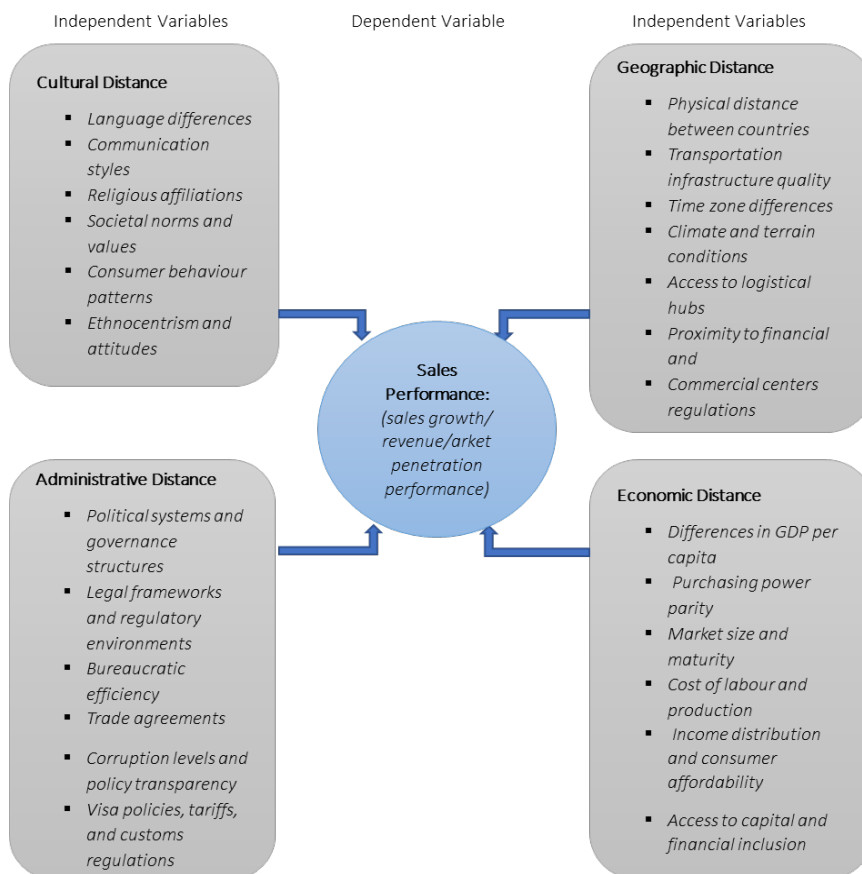 Independent Variables
Dependent Variable
Independent Variables
Cultural Distance
▪ Language differences
▪ Communication
styles
▪ Religious affiliations
▪ Societal norms and
values
▪ Consumer behaviour
patterns
▪ Ethnocentrism and
attitudes
Geographic Distance
▪ Physical distance
between countries
▪ Transportation
infrastructure quality
▪ Time zone differences
▪ Climate and terrain
conditions
▪ Access to logistical
hubs
▪ Proximity to financial
and
▪ Commercial centers
regulations
Sales
Performance:
(sales growth/
revenue/arket
penetration
performance)
Administrative Distance
▪ Political systems and
governance
structures
▪ Legal frameworks
and regulatory
environments
▪ Bureaucratic
efficiency
▪ Trade agreements
▪ Corruption levels and
policy transparency
▪ Visa policies, tariffs,
and customs
regulations
Economic Distance
▪ Differences in GDP per
capita
▪ Purchasing power
parity
▪ Market size and
maturity
▪ Cost of labour and
production
▪ Income distribution
and consumer
affordability
▪ Access to capital and
financial inclusion